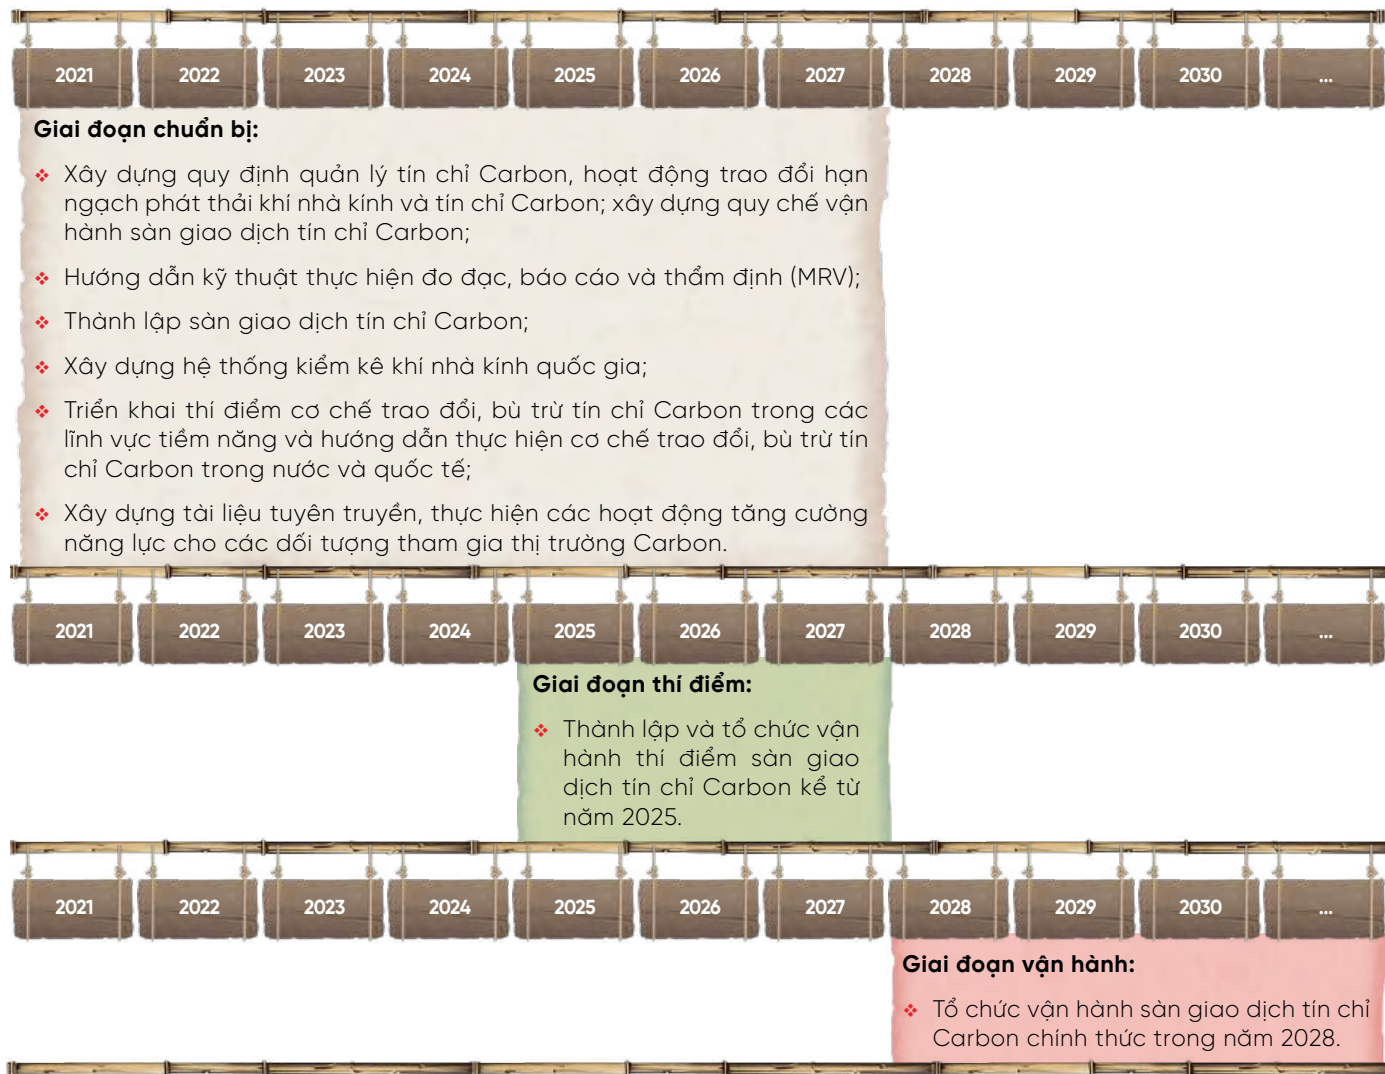 2021 2022 2023 2024 2025 2026 2027 2028 2029 2030 ...
Giai đoạn chuẩn bị:
❖ Xây dựng quy định quản lý tín chỉ Carbon, hoạt động trao đổi hạn
ngạch phát thải khí nhà kính và tín chỉ Carbon; xây dựng quy chế vận
hành sàn giao dịch tín chỉ Carbon;
❖ Hướng dẫn kỹ thuật thực hiện đo đạc, báo cáo và thẩm định (MRV);
❖ Thành lập sàn giao dịch tín chỉ Carbon;
❖ Xây dựng hệ thống kiểm kê khí nhà kính quốc gia;
❖ Triển khai thí điểm cơ chế trao đổi, bù trừ tín chỉ Carbon trong các
lĩnh vực tiềm năng và hướng dẫn thực hiện cơ chế trao đổi, bù trừ tín
chỉ Carbon trong nước và quốc tế;
❖ Xây dựng tài liệu tuyên truyền, thực hiện các hoạt động tăng cường
năng lực cho các dối tượng tham gia thị trường Carbon.
2021 2022 2023 2024 2025 2026 2027 2028 2029 2030 ...
Giai đoạn thí điểm:
❖ Thành lập và tổ chức vận
hành thí điểm sàn giao
dịch tín chỉ Carbon kể từ
năm 2025.
2021 2022 2023 2024 2025 2026 2027 2028 2029 2030 ...
Giai đoạn vận hành:
❖ Tổ chức vận hành sàn giao dịch tín chỉ
Carbon chính thức trong năm 2028.